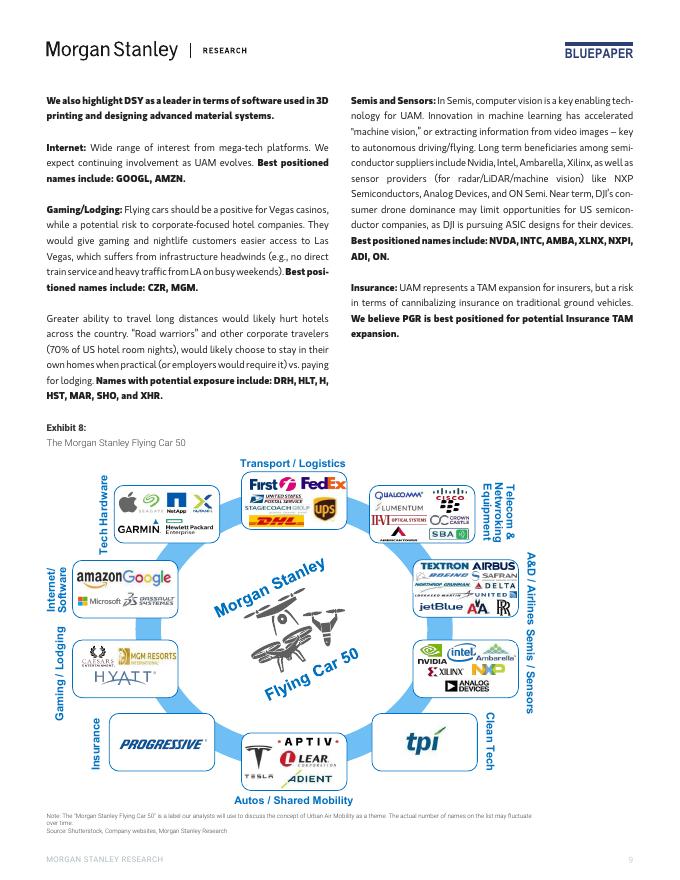 Morgan Stanley | RESEARCH
BLUEPAPER
We also highlight DSY as a leader in terms of software used in 3D
printing and designing advanced material systems.
Internet: Wide range of interest from mega-tech platforms. We
expect continuing involvement as UAM evolves. Best positioned
names include: GOOGL, AMZN.
Gaming/Lodging: Flying cars should be a positive for Vegas casinos,
while a potential risk to corporate-focused hotel companies. They
would give gaming and nightlife customers easier access to Las
Vegas, which suffers from infrastructure headwinds (e.g., no direct
train service and heavy traffic from LA on busy weekends). Best posi-
tioned names include: CZR, MGM.
Greater ability to travel long distances would likely hurt hotels
across the country. "Road warriors" and other corporate travelers
(70% of US hotel room nights), would likely choose to stay in their
own homes when practical (or employers would require it) vs. paying
for lodging. Names with potential exposure include: DRH, HLT, H,
HST, MAR, SHO, and XHR.
Semis and Sensors: In Semis, computer vision is a key enabling tech-
nology for UAM. Innovation in machine learning has accelerated
"machine vision," or extracting information from video images – key
to autonomous driving/flying. Long term beneficiaries among semi-
conductor suppliers include Nvidia, Intel, Ambarella, Xilinx, as well as
sensor providers (for radar/LiDAR/machine vision) like NXP
Semiconductors, Analog Devices, and ON Semi. Near term, DJI's con-
sumer drone dominance may limit opportunities for US semicon-
ductor companies, as DJI is pursuing ASIC designs for their devices.
Best positioned names include: NVDA, INTC, AMBA, XLNX, NXPI,
ADI, ON.
Insurance: UAM represents a TAM expansion for insurers, but a risk
in terms of cannibalizing insurance on traditional ground vehicles.
We believe PGR is best positioned for potential Insurance TAM
expansion.
Exhibit 8:
The Morgan Stanley Flying Car 50
Transport / Logistics
First FedEx
UNITED STATES
POSTAL SERVICE
STAGECOACH GROUP
ups
DHL
Tech Hardware
SEAGATE
NetApp
NUTANIX
GARMIN
Hewlett Packard
Enterprise
Telecom &
Netwroking
Equipment
QUALCOMM
CISCO
LUMENTUM
II-VI OPTICAL SYSTEMS
CROWN
CASTLE
AMERICAN TOWER
SBA
Internet/
Software
amazon Google
Microsoft
DASSAULT
SYSTEMES
A&D / Airlines
TEXTRON AIRBUS
BOEING SAFRAN
NORTHROP GRUMMAN DELTA
LOCKHEED MARTIN UNITED
jetBlue AA RR
Morgan Stanley
Flying Car 50
Gaming / Lodging
CAESARS
ENTERTAINMENT
MGM RESORTS
INTERNATIONAL
HYATT
Semis / Sensors
NVIDIA
intel
Ambarella
XILINX
NXP
ANALOG
DEVICES
Insurance
PROGRESSIVE
Clean Tech
tpi
TESLA
APTIV
LEAR
CORPORATION
ADIENT
Autos / Shared Mobility
Note: The "Morgan Stanley Flying Car 50" is a label our analysts will use to discuss the concept of Urban Air Mobility as a theme. The actual number of names on the list may fluctuate
over time.
Source: Shutterstock, Company websites, Morgan Stanley Research
MORGAN STANLEY RESEARCH
9